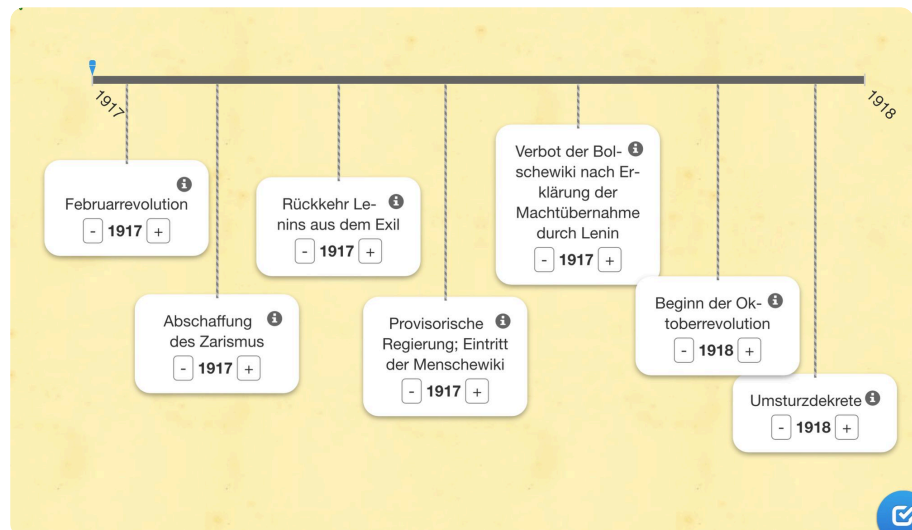 1917
1918
Februarrevolution
- 1917 +
Abschaffung
des Zarismus
- 1917 +
Rückkehr Le-
nins aus dem Exil
- 1917 +
Provisorische
Regierung; Eintritt
der Menschewiki
- 1917 +
Verbot der Bol-
schewiki nach Er-
klärung der
Machtübernahme
durch Lenin
- 1917 +
Beginn der Ok-
toberrevolution
- 1918 +
Umsturzdekrete
- 1918 +